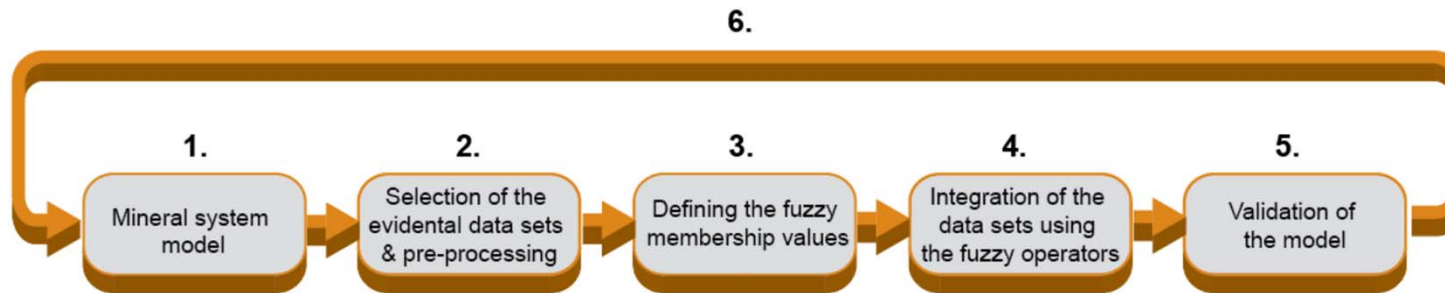 6.
1.
2.
3.
4.
5.
Mineral system
model
Selection of the
evidental data sets
& pre-processing
Defining the fuzzy
membership values
Integration of the
data sets using
the fuzzy operators
Validation of
the model